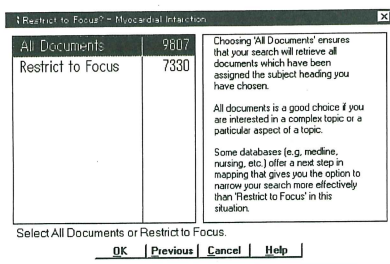 Restrict to Focus? - Myocardial Infarction
All Documents 9807
Restrict to Focus 7330
Choosing 'All Documents' ensures
that your search will retrieve all
documents which have been
assigned the subject heading you
have chosen.
All documents is a good choice if you
are interested in a complex topic or a
particular aspect of a topic.
Some databases (e.g, medline,
nursing, etc.) offer a next step in
mapping that gives you the option to
narrow your search more effectively
than 'Restrict to Focus' in this
situation.
Select All Documents or Restrict to Focus.
OK Previous Cancel Help